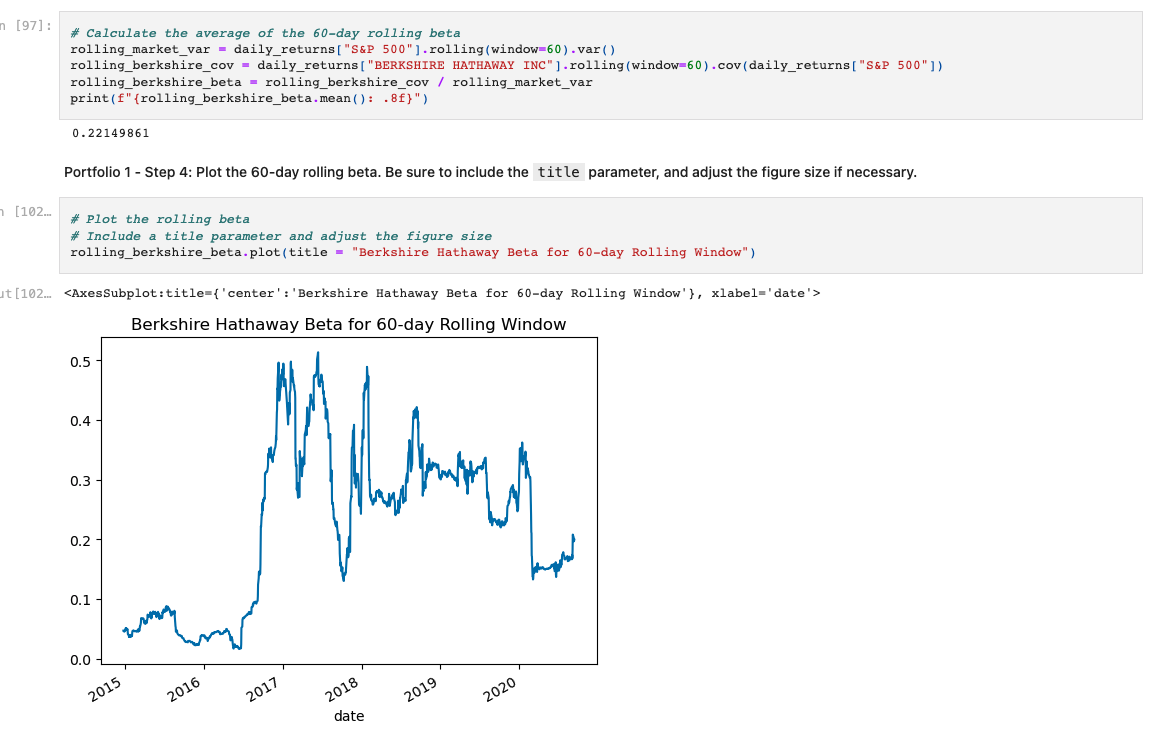 n [97]:
# Calculate the average of the 60-day rolling beta
rolling_market_var = daily_returns["S&P 500"].rolling(window=60).var()
rolling_berkshire_cov = daily_returns["BERKSHIRE HATHAWAY INC"].rolling(window=60).cov(daily_returns["S&P 500"])
rolling_berkshire_beta = rolling_berkshire_cov / rolling_market_var
print(f"{rolling_berkshire_beta.mean(): .8f}")
0.22149861
Portfolio 1 - Step 4: Plot the 60-day rolling beta. Be sure to include the title parameter, and adjust the figure size if necessary.
n [102…
# Plot the rolling beta
# Include a title parameter and adjust the figure size
rolling_berkshire_beta.plot(title = "Berkshire Hathaway Beta for 60-day Rolling Window")
ut[102…
<AxesSubplot:title={'center':'Berkshire Hathaway Beta for 60-day Rolling Window'}, xlabel='date'>
Berkshire Hathaway Beta for 60-day Rolling Window
0.5
0.4
0.3
0.2
0.1
0.0
2015 2016 2017 2018 2019 2020
date